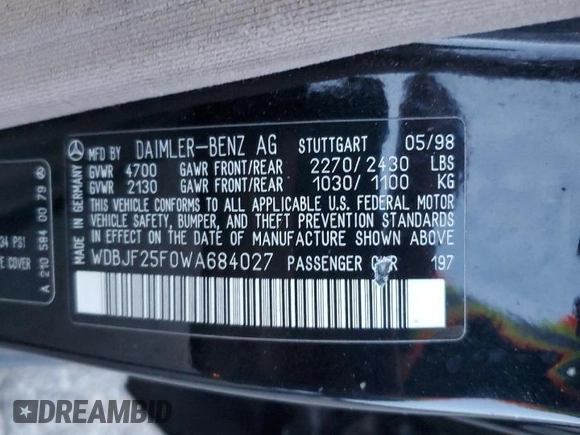 MFD BY DAIMLER-BENZ AG STUTTGART 05/98
GVWR 4700 GAWR FRONT/REAR 2270/2430 LBS
GVWR 2130 GAWR FRONT/REAR 1030/1100 KG
THIS VEHICLE CONFORMS TO ALL APPLICABLE U.S. FEDERAL MOTOR
VEHICLE SAFETY, BUMPER, AND THEFT PREVENTION STANDARDS
IN EFFECT ON THE DATE OF MANUFACTURE SHOWN ABOVE
WDBJF25F0WA684027 PASSENGER CAR 197
MADE IN GERMANY
A 210 584 00 79
34 PSI
E COVER
DREAMBID